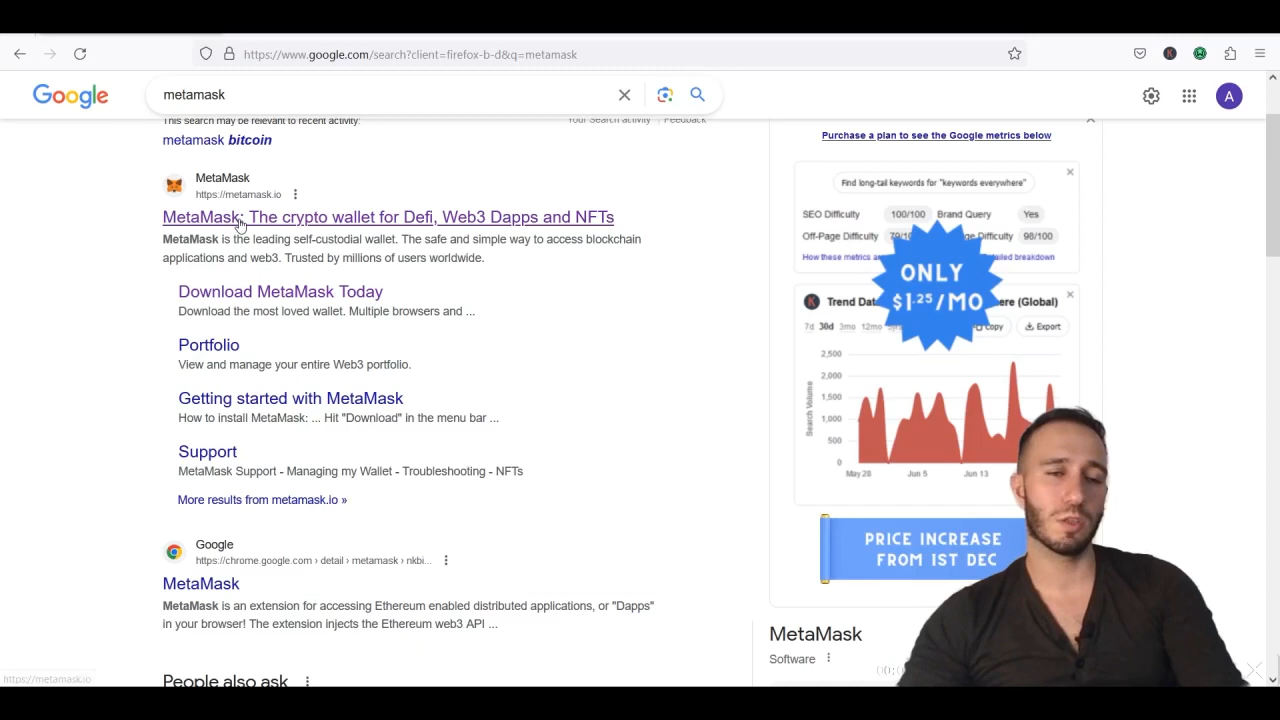 https://www.google.com/search?client=firefox-b-d&q=metamask
Google
metamask
A
This search may be relevant to recent activity:
Your Search activity
Feedback
metamask bitcoin
MetaMask
https://metamask.io
MetaMask: The crypto wallet for Defi, Web3 Dapps and NFTs
MetaMask is the leading self-custodial wallet. The safe and simple way to access blockchain
applications and web3. Trusted by millions of users worldwide.
Download MetaMask Today
Download the most loved wallet. Multiple browsers and ...
Portfolio
View and manage your entire Web3 portfolio.
Getting started with MetaMask
How to install MetaMask: ... Hit "Download" in the menu bar ...
Support
MetaMask Support - Managing my Wallet - Troubleshooting - NFTs
More results from metamask.io »
Google
https://chrome.google.com › detail › metamask › nkbi...
MetaMask
MetaMask is an extension for accessing Ethereum enabled distributed applications, or "Dapps"
in your browser! The extension injects the Ethereum web3 API ...
People also ask
Purchase a plan to see the Google metrics below
Find long-tail keywords for "keywords everywhere"
SEO Difficulty 100/100 Brand Query Yes
Off-Page Difficulty Difficulty 98/100
How these metrics detailed breakdown
ONLY
$1.25/MO
K Trend (Global)
7d 30d 3mo 12mo Copy Export
2,500
2,000
1,500
1,000
500
0
Search Volume
May 28 Jun 5 Jun 13
PRICE INCREASE
FROM 1ST DEC
MetaMask
Software
https://metamask.io